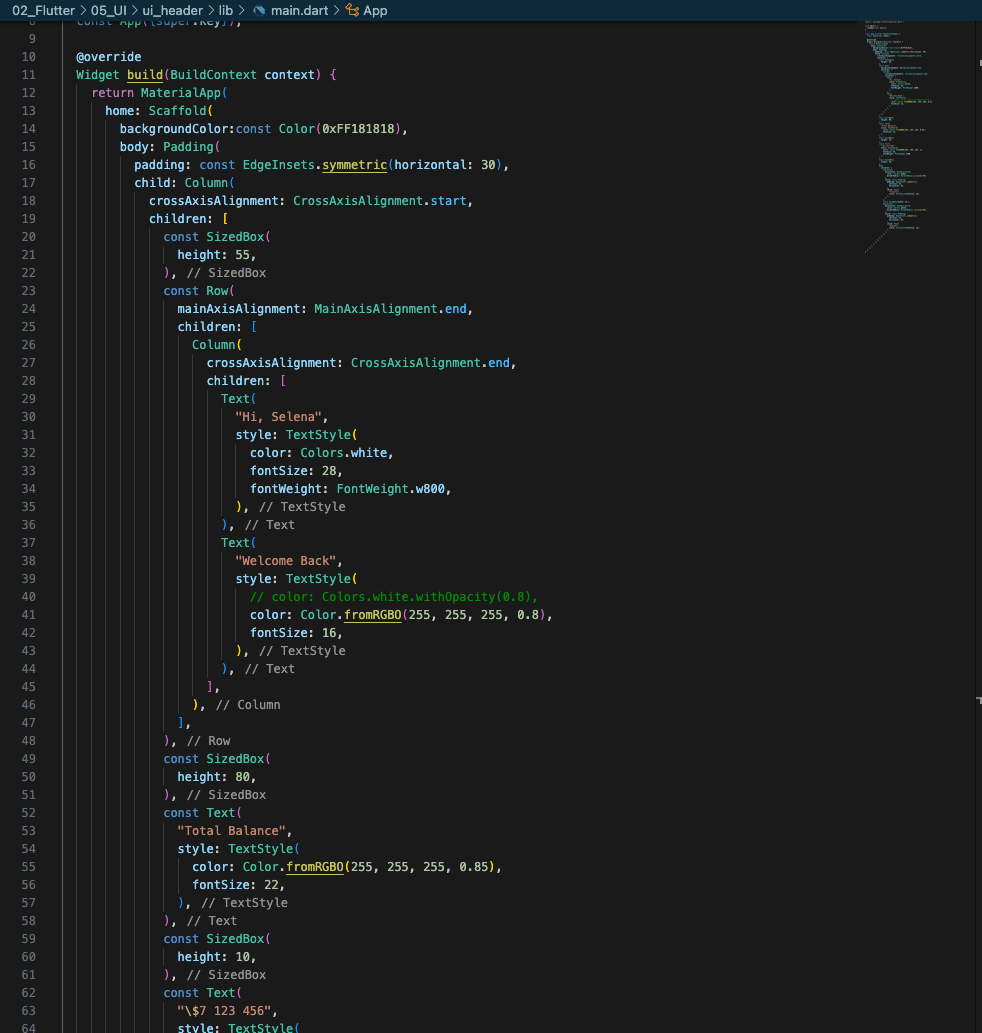 02_Flutter > 05_UI > ui_header > lib > main.dart > App
8 const App({super.key});
9
10 @override
11 Widget build(BuildContext context) {
12 return MaterialApp(
13 home: Scaffold(
14 backgroundColor:const Color(0xFF181818),
15 body: Padding(
16 padding: const EdgeInsets.symmetric(horizontal: 30),
17 child: Column(
18 crossAxisAlignment: CrossAxisAlignment.start,
19 children: [
20 const SizedBox(
21 height: 55,
22 ), // SizedBox
23 const Row(
24 mainAxisAlignment: MainAxisAlignment.end,
25 children: [
26 Column(
27 crossAxisAlignment: CrossAxisAlignment.end,
28 children: [
29 Text(
30 "Hi, Selena",
31 style: TextStyle(
32 color: Colors.white,
33 fontSize: 28,
34 fontWeight: FontWeight.w800,
35 ), // TextStyle
36 ), // Text
37 Text(
38 "Welcome Back",
39 style: TextStyle(
40 // color: Colors.white.withOpacity(0.8),
41 color: Color.fromRGBO(255, 255, 255, 0.8),
42 fontSize: 16,
43 ), // TextStyle
44 ), // Text
45 ],
46 ), // Column
47 ],
48 ), // Row
49 const SizedBox(
50 height: 80,
51 ), // SizedBox
52 const Text(
53 "Total Balance",
54 style: TextStyle(
55 color: Color.fromRGBO(255, 255, 255, 0.85),
56 fontSize: 22,
57 ), // TextStyle
58 ), // Text
59 const SizedBox(
60 height: 10,
61 ), // SizedBox
62 const Text(
63 "\$7 123 456",
64 style: TextStyle(